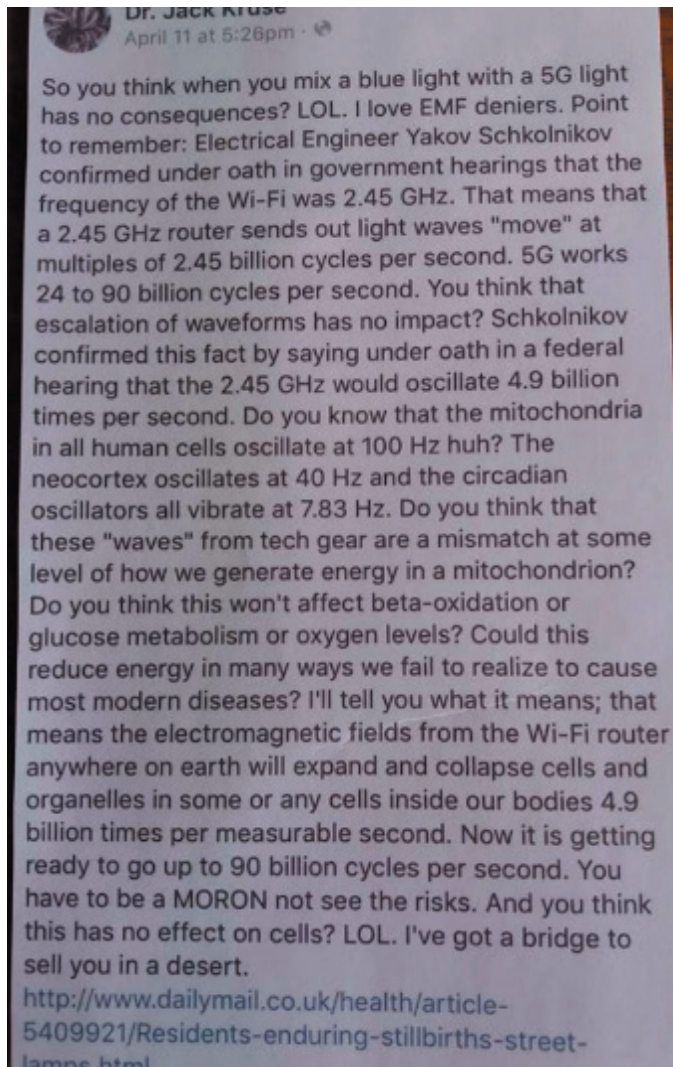 Dr. Jack Kruse
April 11 at 5:26pm ·
So you think when you mix a blue light with a 5G light
has no consequences? LOL. I love EMF deniers. Point
to remember: Electrical Engineer Yakov Schkolnikov
confirmed under oath in government hearings that the
frequency of the Wi-Fi was 2.45 GHz. That means that
a 2.45 GHz router sends out light waves "move" at
multiples of 2.45 billion cycles per second. 5G works
24 to 90 billion cycles per second. You think that
escalation of waveforms has no impact? Schkolnikov
confirmed this fact by saying under oath in a federal
hearing that the 2.45 GHz would oscillate 4.9 billion
times per second. Do you know that the mitochondria
in all human cells oscillate at 100 Hz huh? The
neocortex oscillates at 40 Hz and the circadian
oscillators all vibrate at 7.83 Hz. Do you think that
these "waves" from tech gear are a mismatch at some
level of how we generate energy in a mitochondrion?
Do you think this won't affect beta-oxidation or
glucose metabolism or oxygen levels? Could this
reduce energy in many ways we fail to realize to cause
most modern diseases? I'll tell you what it means; that
means the electromagnetic fields from the Wi-Fi router
anywhere on earth will expand and collapse cells and
organelles in some or any cells inside our bodies 4.9
billion times per measurable second. Now it is getting
ready to go up to 90 billion cycles per second. You
have to be a MORON not see the risks. And you think
this has no effect on cells? LOL. I've got a bridge to
sell you in a desert.
http://www.dailymail.co.uk/health/article-
5409921/Residents-enduring-stillbirths-street-
lamps.html